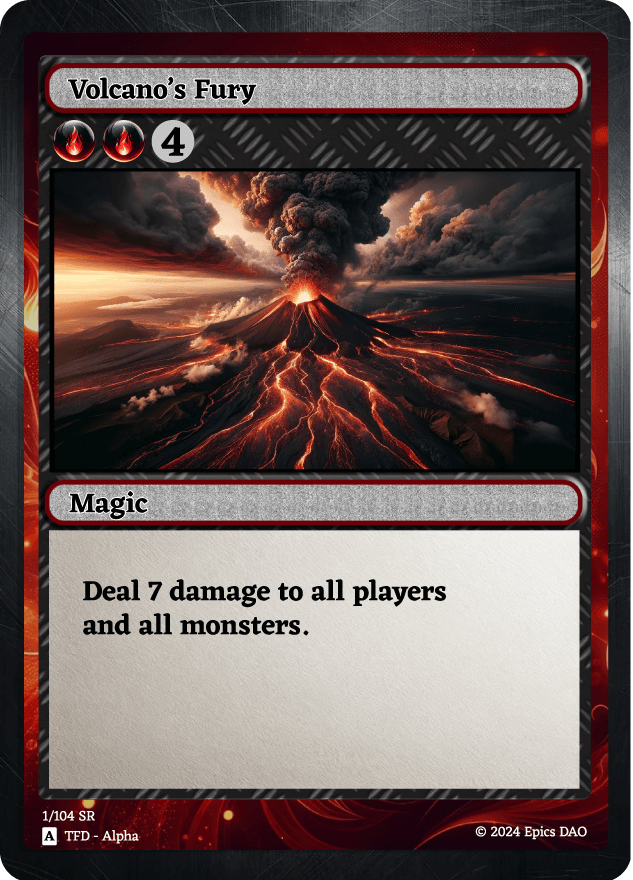 Volcano’s Fury
4
Magic
Deal 7 damage to all players
and all monsters.
1/104 SR
A TFD - Alpha
© 2024 Epics DAO